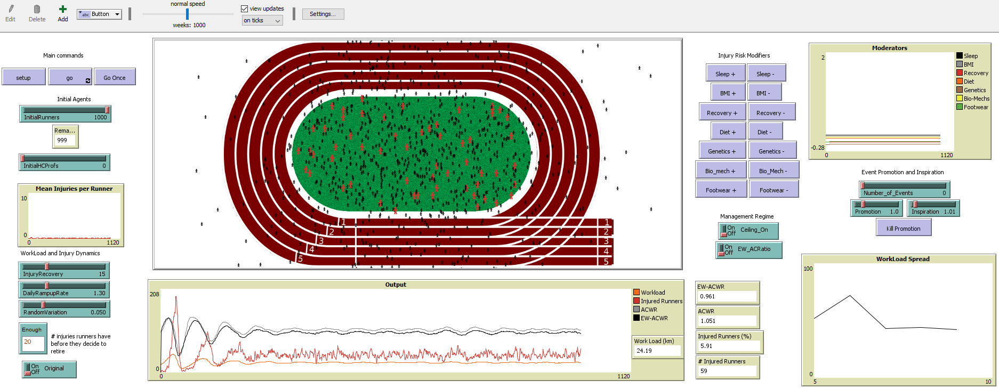 normal speed
Edit
Delete
Add
abc Button
weeks: 1000
view updates
on ticks
Settings...
Main commands
setup
go
Go Once
Initial Agents
InitialRunners 1000
Rema...
999
InitialHCProfs 0
Mean Injuries per Runner
10
0
0
1120
WorkLoad and Injury Dynamics
InjuryRecovery 15
DailyRampupRate 1.30
RandomVariation 0.050
Enough
20
# injuries runners have
before they decide to
retire
On
Off
Original
1
2
3
4
5
1
2
3
4
5
Output
208
0
0
1120
Workload
Injured Runners
ACWR
EW-ACWR
Work Load (km)
24.19
Injury Risk Modifiers
Sleep +
Sleep -
BMI +
BMI -
Recovery +
Recovery -
Diet +
Diet -
Genetics +
Genetics -
Bio_mech +
Bio_Mech -
Footwear +
Footwear -
Management Regime
On
Off
Ceiling_On
On
Off
EW_ACRatio
EW-ACWR
0.961
ACWR
1.051
Injured Runners (%)
5.91
# Injured Runners
59
Moderators
2
-0.28
0
1120
Sleep
BMI
Recovery
Diet
Genetics
Bio-Mechs
Footwear
Event Promotion and Inspiration
Number_of_Events 0
Promotion 1.0
Inspiration 1.01
Kill Promotion
WorkLoad Spread
100
0
5
10